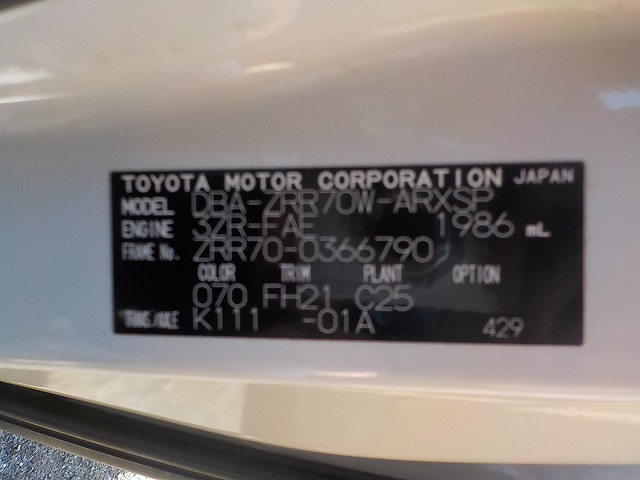 TOYOTA MOTOR CORPORATION JAPAN
MODEL DBA-ZRR70W-ARXSP
ENGINE 3ZR-FAE 1986 mL
FRAME No. ZRR70-0366790
COLOR TRIM PLANT OPTION
070 FH21 C25
TRANS/AXLE K111 -01A 429